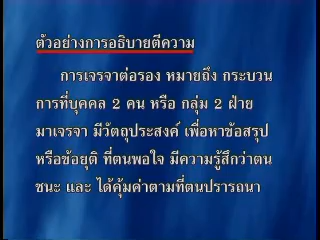 ตัวอย่างการอธิบายตีความ
การเจรจาต่อรอง หมายถึง กระบวน
การที่บุคคล 2 คน หรือ กลุ่ม 2 ฝ่าย
มาเจรจา มีวัตถุประสงค์ เพื่อหาข้อสรุป
หรือข้อยุติ ที่ตนพอใจ มีความรู้สึกว่าตน
ชนะ และ ได้คุ้มค่าตามที่ตนปรารถนา